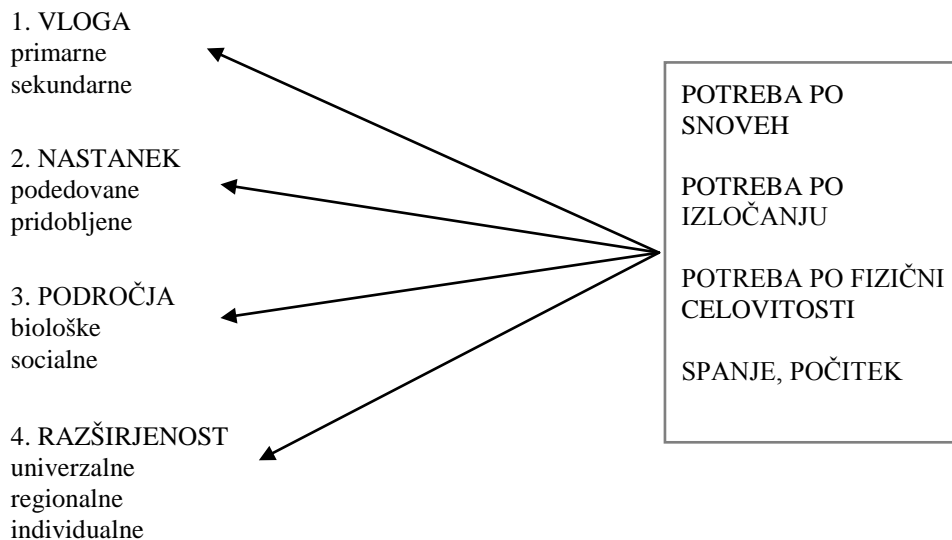 1. VLOGA
primarne
sekundarne
2. NASTANEK
podedovane
pridobljene
3. PODROČJA
biološke
socialne
4. RAZŠIRJENOST
univerzalne
regionalne
individualne
POTREBA PO
SNOVEH
POTREBA PO
IZLOČANJU
POTREBA PO FIZIČNI
CELOVITOSTI
SPANJE, POČITEK